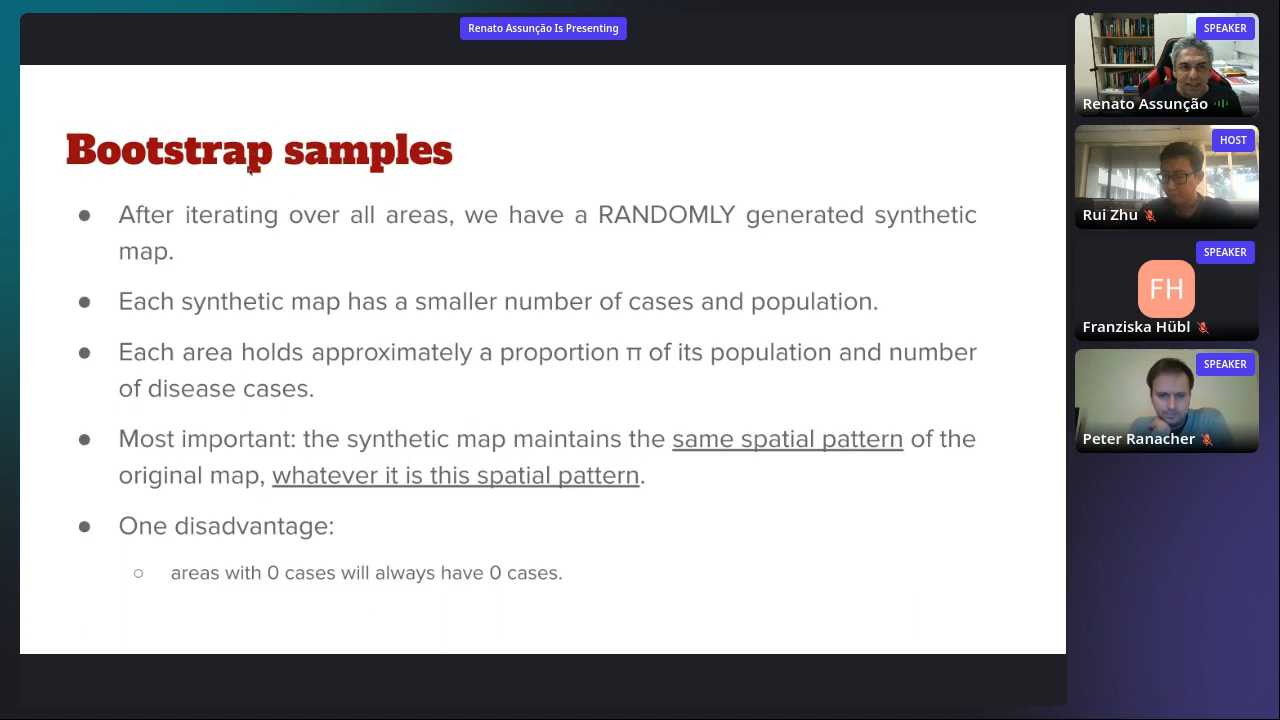 Renato Assunção Is Presenting
Bootstrap samples
● After iterating over all areas, we have a RANDOMLY generated synthetic
map.
● Each synthetic map has a smaller number of cases and population.
● Each area holds approximately a proportion π of its population and number
of disease cases.
● Most important: the synthetic map maintains the same spatial pattern of the
original map, whatever it is this spatial pattern.
● One disadvantage:
○ areas with 0 cases will always have 0 cases.
SPEAKER
Renato Assunção
HOST
Rui Zhu
SPEAKER
FH
Franziska Hübl
SPEAKER
Peter Ranacher